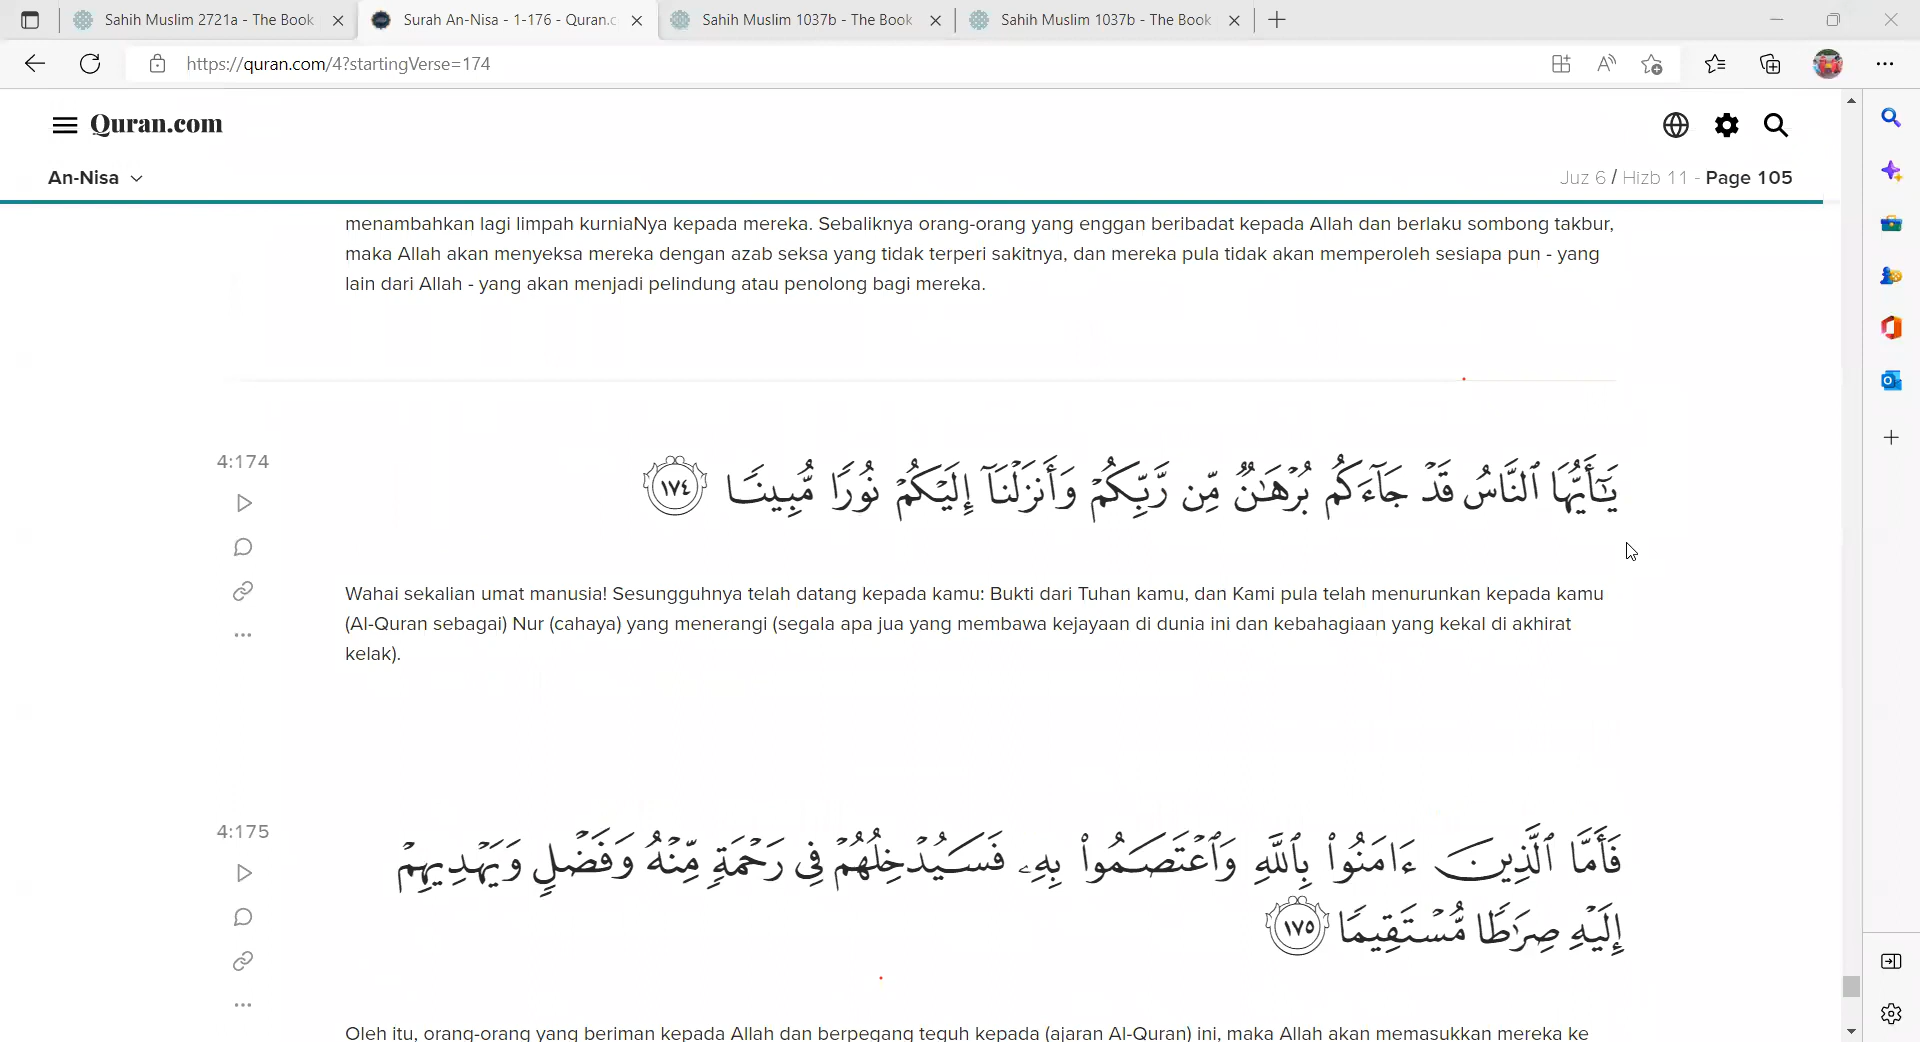 Sahih Muslim 2721a - The Book
Surah An-Nisa - 1-176 - Quran.c
Sahih Muslim 1037b - The Book
Sahih Muslim 1037b - The Book
https://quran.com/4?startingVerse=174
Quran.com
An-Nisa
Juz 6 / Hizb 11 - Page 105
menambahkan lagi limpah kurniaNya kepada mereka. Sebaliknya orang-orang yang enggan beribadat kepada Allah dan berlaku sombong takbur,
maka Allah akan menyeksa mereka dengan azab seksa yang tidak terperi sakitnya, dan mereka pula tidak akan memperoleh sesiapa pun - yang
lain dari Allah - yang akan menjadi pelindung atau penolong bagi mereka.
4:174
يَـٰٓأَيُّهَا ٱلنَّاسُ قَدْ جَآءَكُم بُرْهَـٰنٌ مِّن رَّبِّكُمْ وَأَنزَلْنَآ إِلَيْكُمْ نُورًا مُّبِينًا ١٧٤
Wahai sekalian umat manusia! Sesungguhnya telah datang kepada kamu: Bukti dari Tuhan kamu, dan Kami pula telah menurunkan kepada kamu
(Al-Quran sebagai) Nur (cahaya) yang menerangi (segala apa jua yang membawa kejayaan di dunia ini dan kebahagiaan yang kekal di akhirat
kelak).
4:175
فَأَمَّا ٱلَّذِينَ ءَامَنُوا۟ بِٱللَّهِ وَٱعْتَصَمُوا۟ بِهِۦ فَسَيُدْخِلُهُمْ فِى رَحْمَةٍ مِّنْهُ وَفَضْلٍ وَيَهْدِيهِمْ
إِلَيْهِ صِرَٰطًا مُّسْتَقِيمًا ١٧٥
Oleh itu, orang-orang yang beriman kepada Allah dan berpegang teguh kepada (ajaran Al-Quran) ini, maka Allah akan memasukkan mereka ke